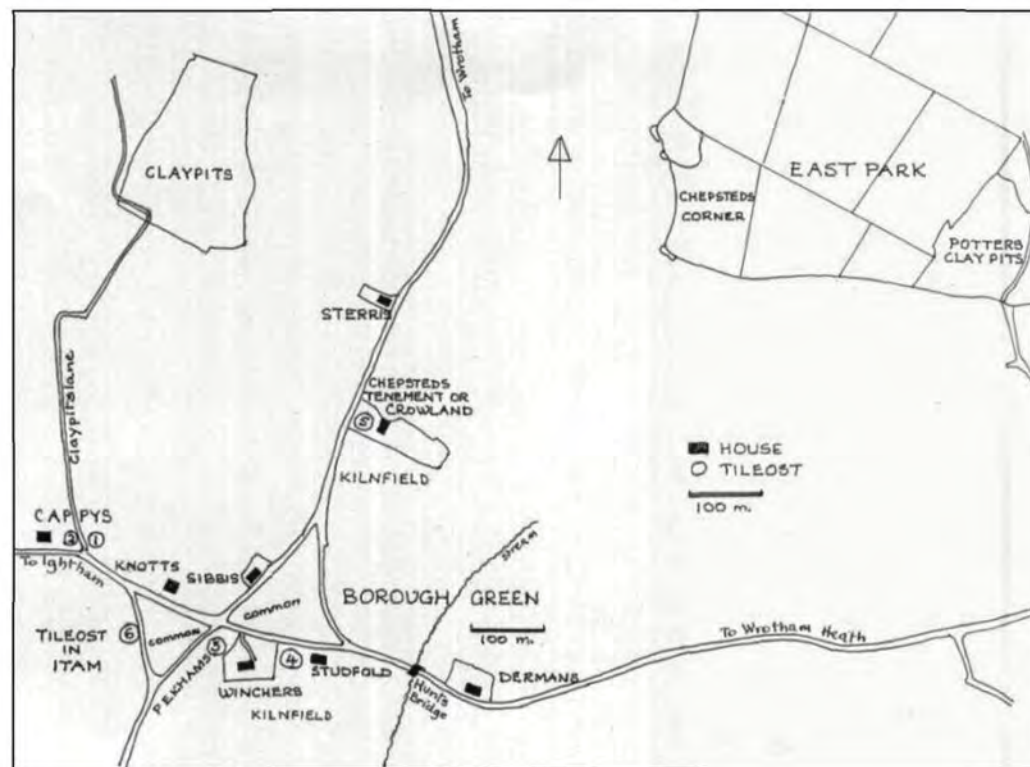 To Wrotham
CLAYPITS
EAST PARK
CHEPSTEDS
CORNER
POTTERS
CLAY PITS
STERRIS
CHEPSTEDS
TENEMENT OR
CROWLAND
5
KILNFIELD
Claypitslane
HOUSE
TILEOST
100 m.
CAPPYS
2 1
To Ightham
KNOTTS
SIBBIS
common
BOROUGH GREEN
100 m.
stream
To Wrotham Heath
6
TILEOST
IN
ITAM
common
PEKHAMS
3
4
STUDFOLD
WINCHERS
KILNFIELD
Hunts
Bridge
DERMANS